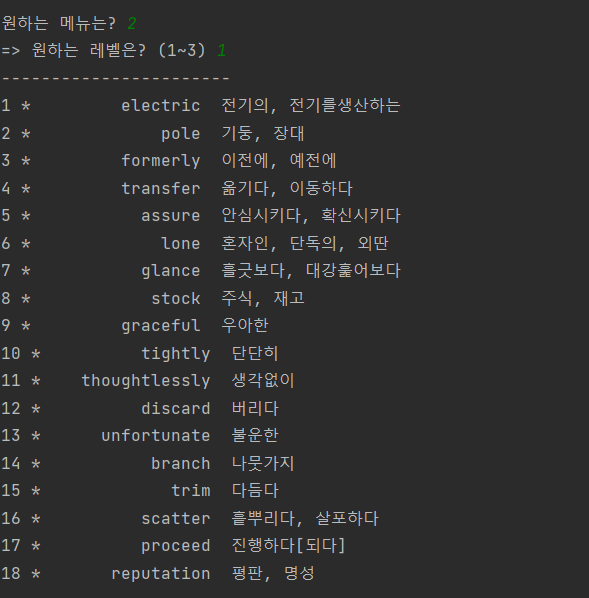 원하는 메뉴는? 2
=> 원하는 레벨은? (1~3) 1
-----------------------
1 * electric 전기의, 전기를생산하는
2 * pole 기둥, 장대
3 * formerly 이전에, 예전에
4 * transfer 옮기다, 이동하다
5 * assure 안심시키다, 확신시키다
6 * lone 혼자인, 단독의, 외딴
7 * glance 흘긋보다, 대강훑어보다
8 * stock 주식, 재고
9 * graceful 우아한
10 * tightly 단단히
11 * thoughtlessly 생각없이
12 * discard 버리다
13 * unfortunate 불운한
14 * branch 나뭇가지
15 * trim 다듬다
16 * scatter 흩뿌리다, 살포하다
17 * proceed 진행하다[되다]
18 * reputation 평판, 명성